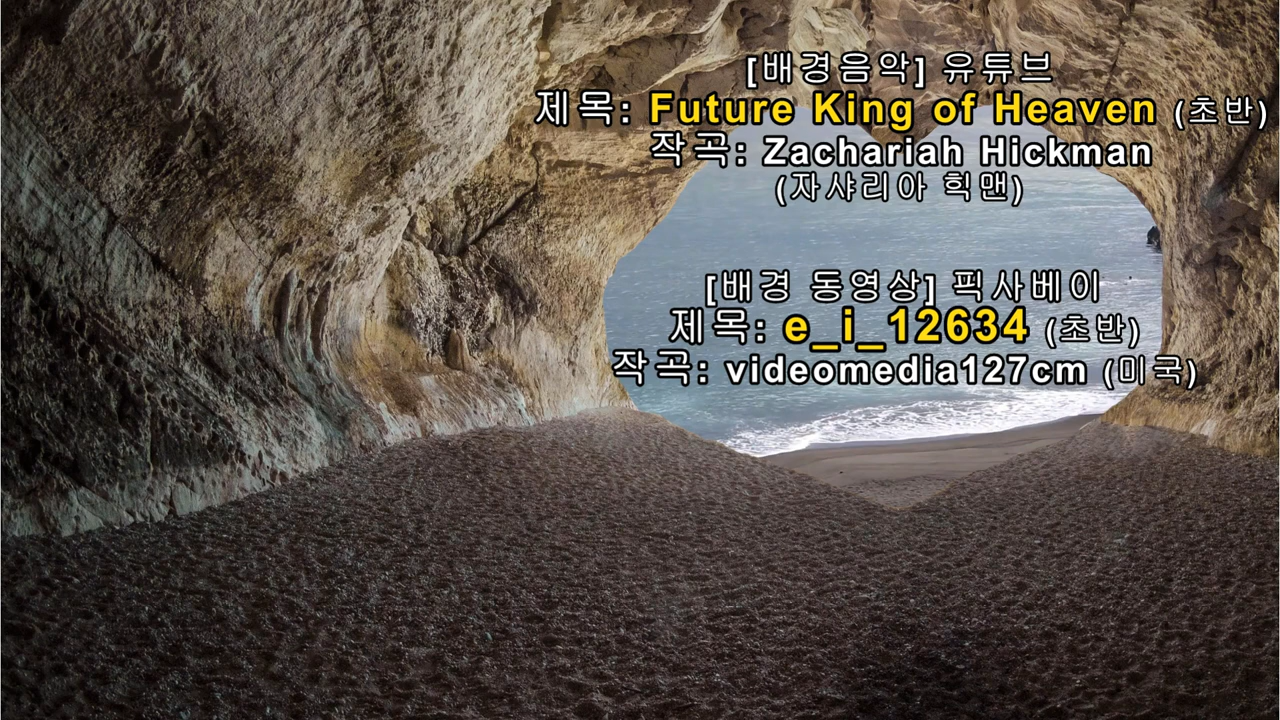 [배경음악] 유튜브
제목: Future King of Heaven (초반)
작곡: Zachariah Hickman
(자샤리아 힉맨)
[배경 동영상] 픽사베이
제목: e_i_12634 (초반)
작곡: videomedia127cm (미국)